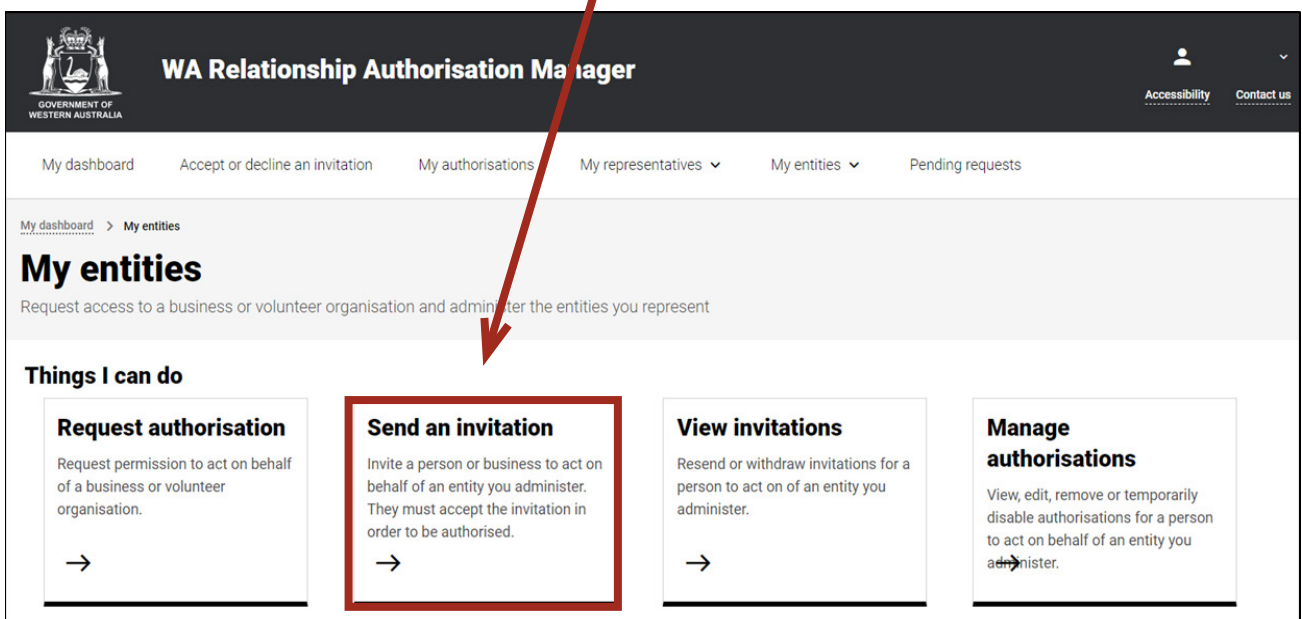 GOVERNMENT OF
WESTERN AUSTRALIA
WA Relationship Authorisation Manager
Accessibility
Contact us
My dashboard
Accept or decline an invitation
My authorisations
My representatives
My entities
Pending requests
My dashboard > My entities
My entities
Request access to a business or volunteer organisation and administer the entities you represent
Things I can do
Request authorisation
Request permission to act on behalf
of a business or volunteer
organisation.
Send an invitation
Invite a person or business to act on
behalf of an entity you administer.
They must accept the invitation in
order to be authorised.
View invitations
Resend or withdraw invitations for a
person to act on of an entity you
administer.
Manage
authorisations
View, edit, remove or temporarily
disable authorisations for a person
to act on behalf of an entity you
administer.